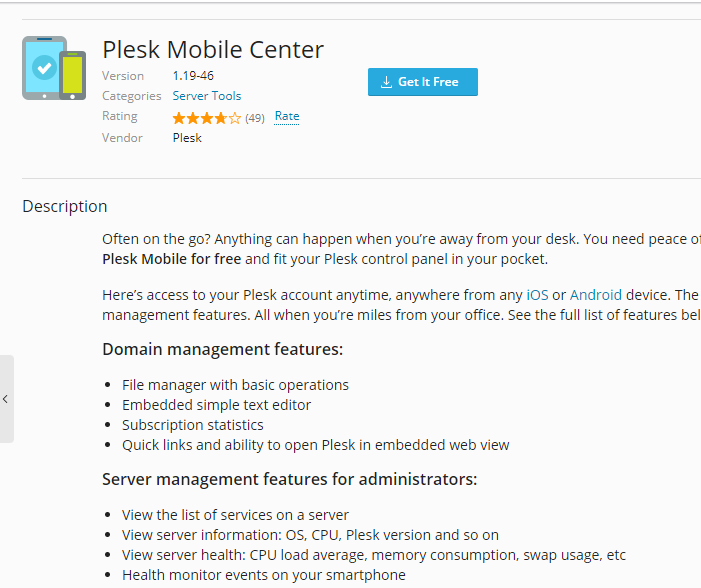 Plesk Mobile Center
Version 1.19-46
Get It Free
Categories Server Tools
Rating (49) Rate
Vendor Plesk
Description
Often on the go? Anything can happen when you’re away from your desk. You need peace of
Plesk Mobile for free and fit your Plesk control panel in your pocket.
Here’s access to your Plesk account anytime, anywhere from any iOS or Android device. The
management features. All when you’re miles from your office. See the full list of features
Domain management features:
• File manager with basic operations
• Embedded simple text editor
• Subscription statistics
• Quick links and ability to open Plesk in embedded web view
Server management features for administrators:
• View the list of services on a server
• View server information: OS, CPU, Plesk version and so on
• View server health: CPU load average, memory consumption, swap usage, etc
• Health monitor events on your smartphone